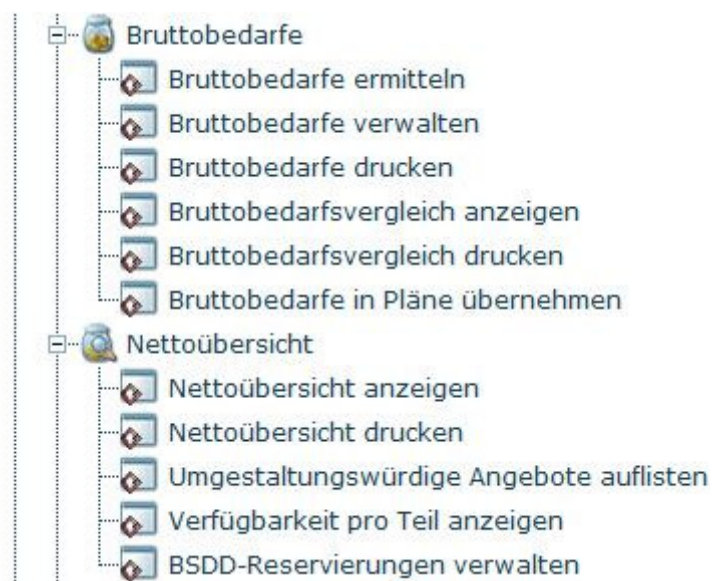 Bruttobedarfe
Bruttobedarfe ermitteln
Bruttobedarfe verwalten
Bruttobedarfe drucken
Bruttobedarfsvergleich anzeigen
Bruttobedarfsvergleich drucken
Bruttobedarfe in Pläne übernehmen
Nettoübersicht
Nettoübersicht anzeigen
Nettoübersicht drucken
Umgestaltungswürdige Angebote auflisten
Verfügbarkeit pro Teil anzeigen
BSDD-Reservierungen verwalten